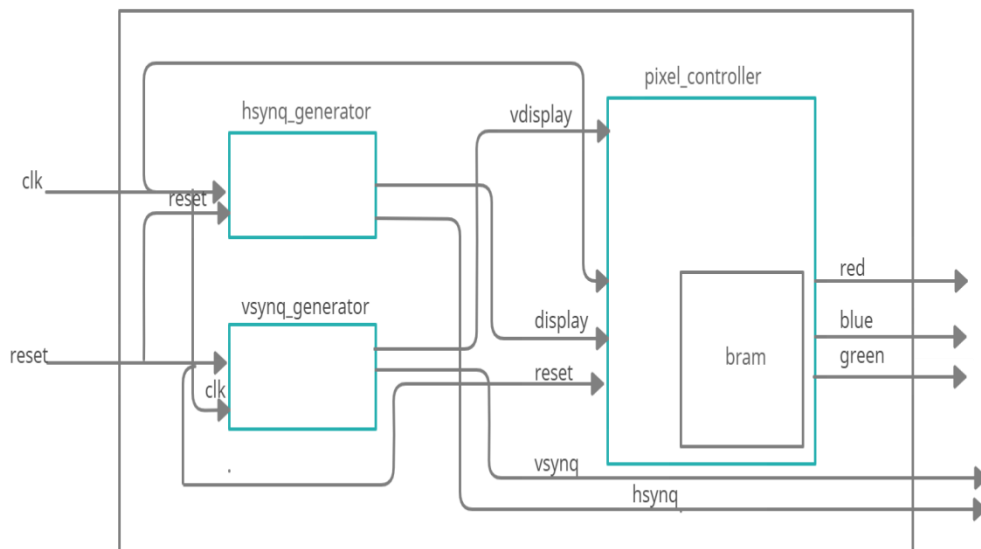 pixel_controller
hsynq_generator
vdisplay
clk
reset
red
vsynq_generator
display
blue
reset
green
bram
reset
clk
vsynq
hsynq